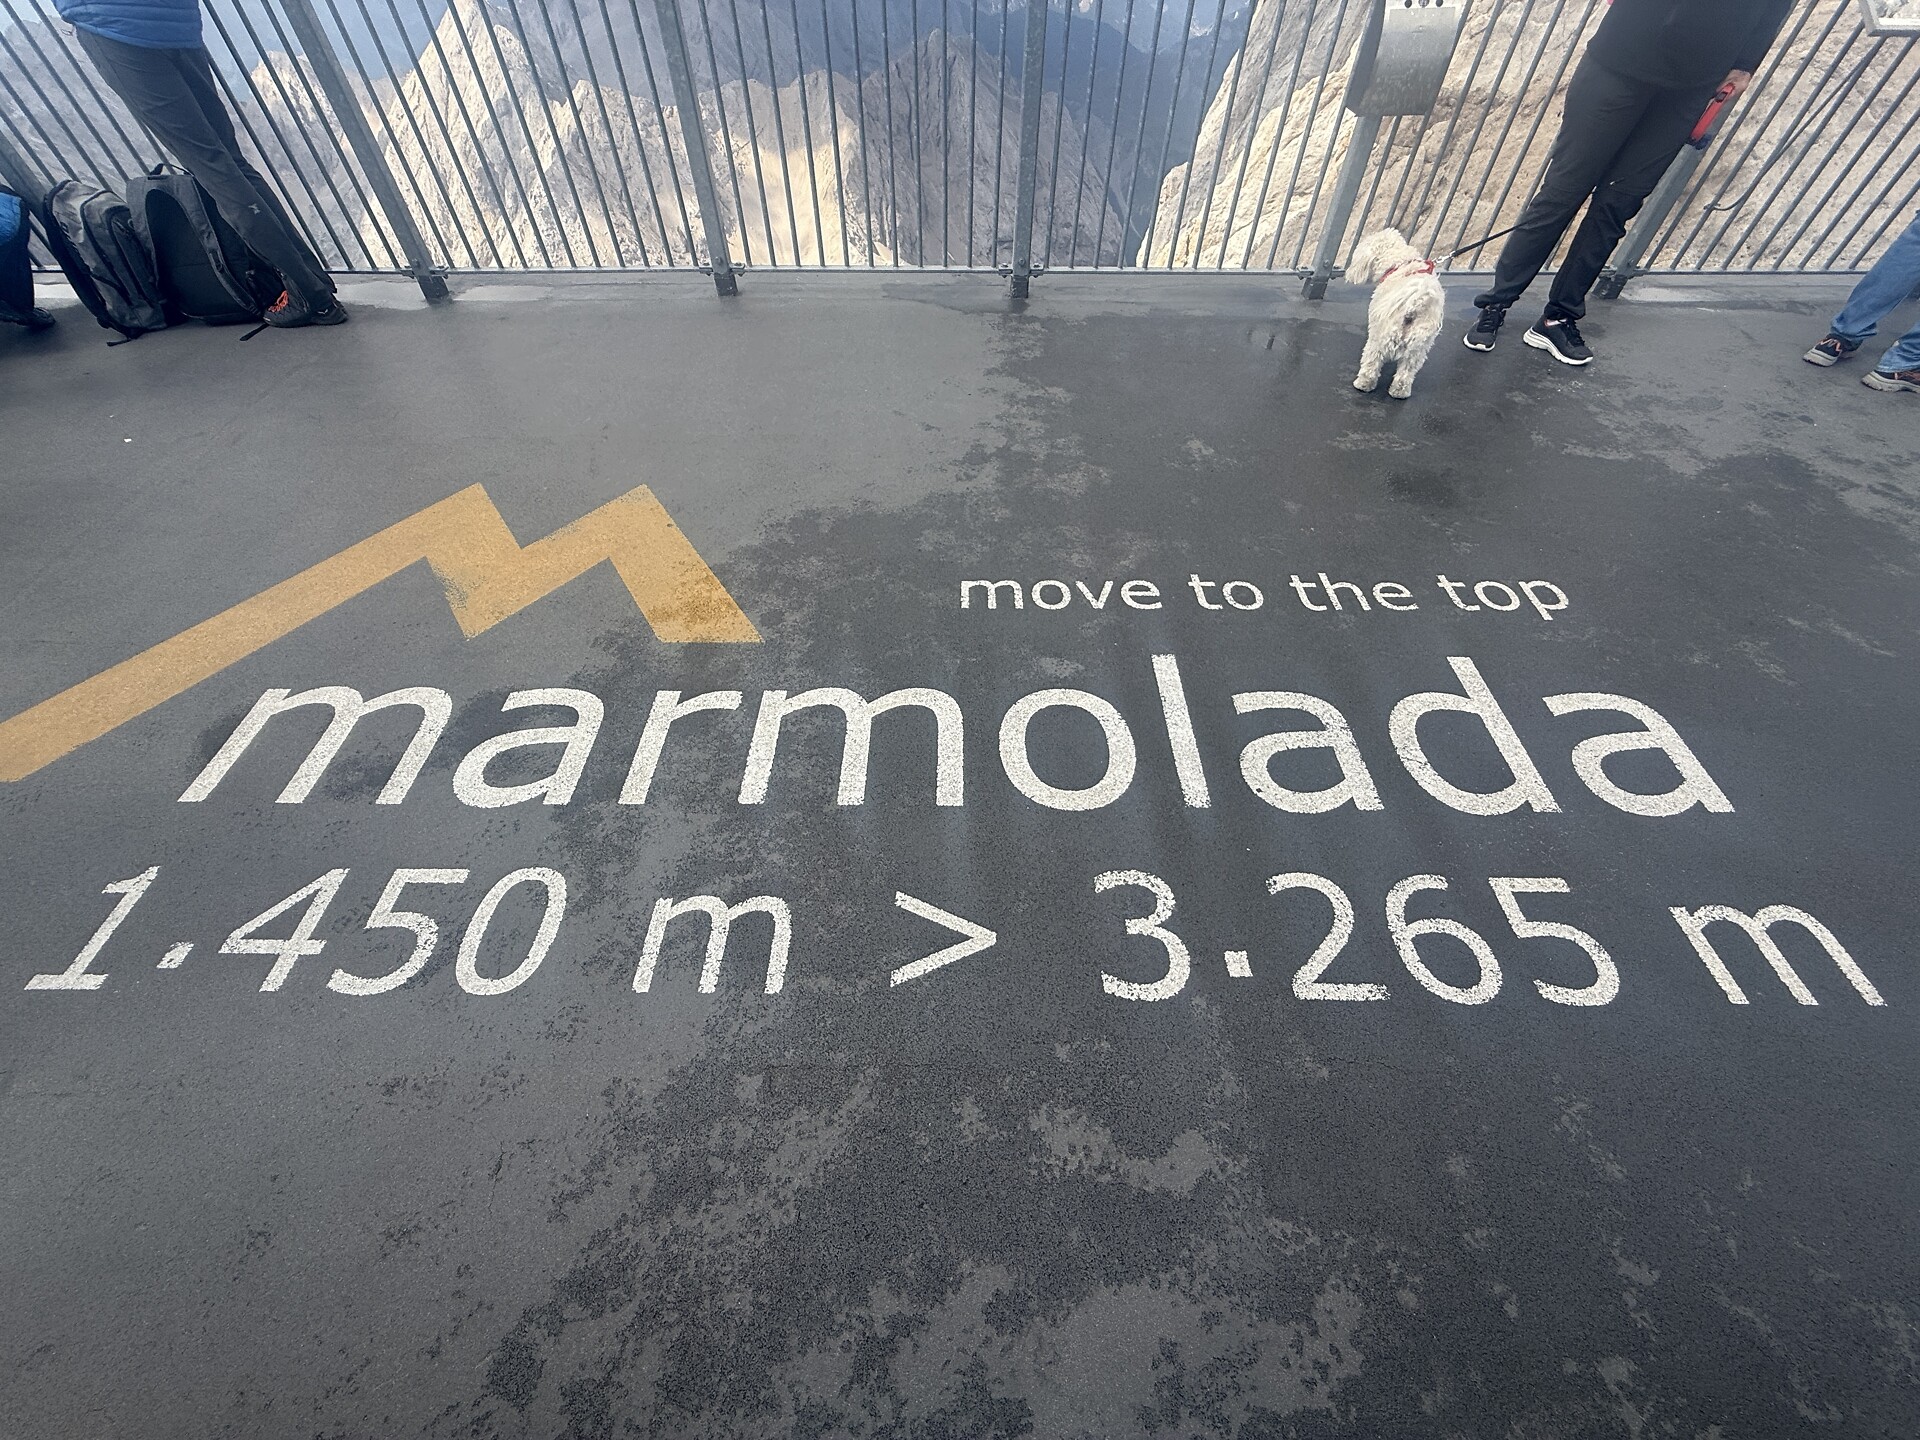 move to the top
marmolada
1.450 m > 3.265 m